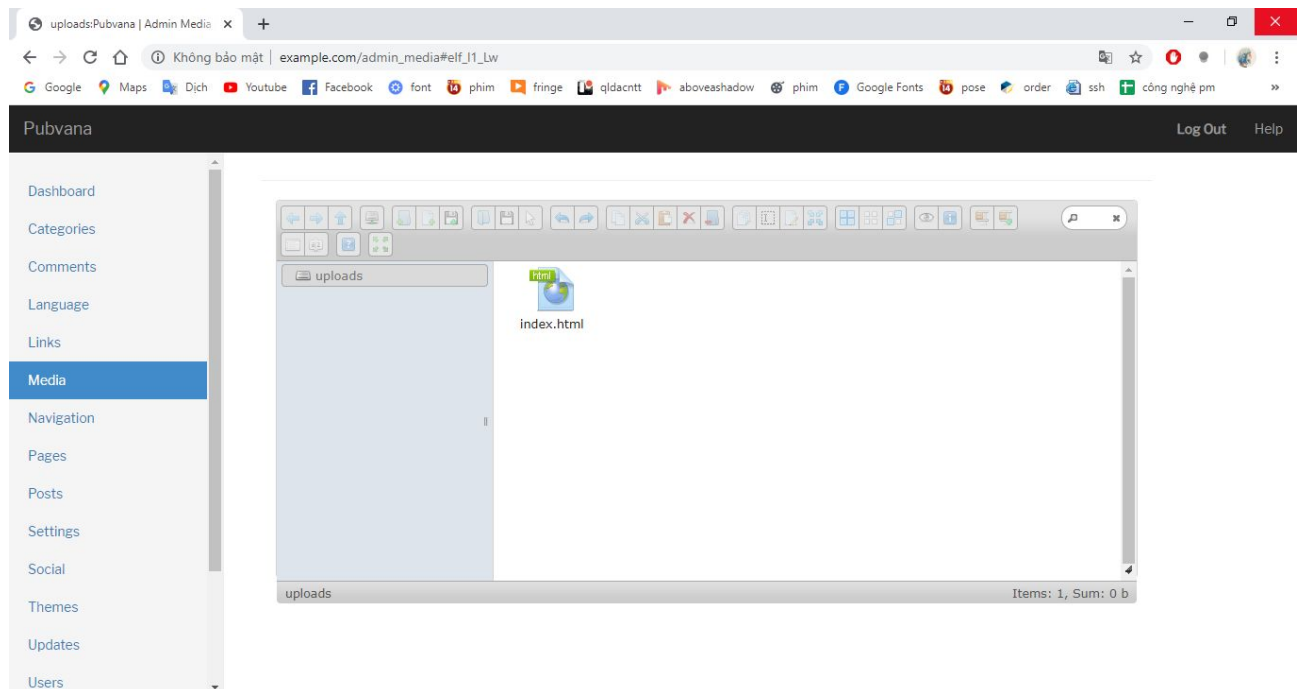 uploads:Pubvana | Admin Media
Không bảo mật | example.com/admin_media#elf_l1_Lw
Google Maps Dịch Youtube Facebook font phim fringe qldacntt aboveashadow phim Google Fonts pose order ssh công nghệ pm »
Pubvana Log Out Help
Dashboard
Categories
Comments
Language
Links
Media
Navigation
Pages
Posts
Settings
Social
Themes
Updates
Users
uploads
html
index.html
uploads Items: 1, Sum: 0 b